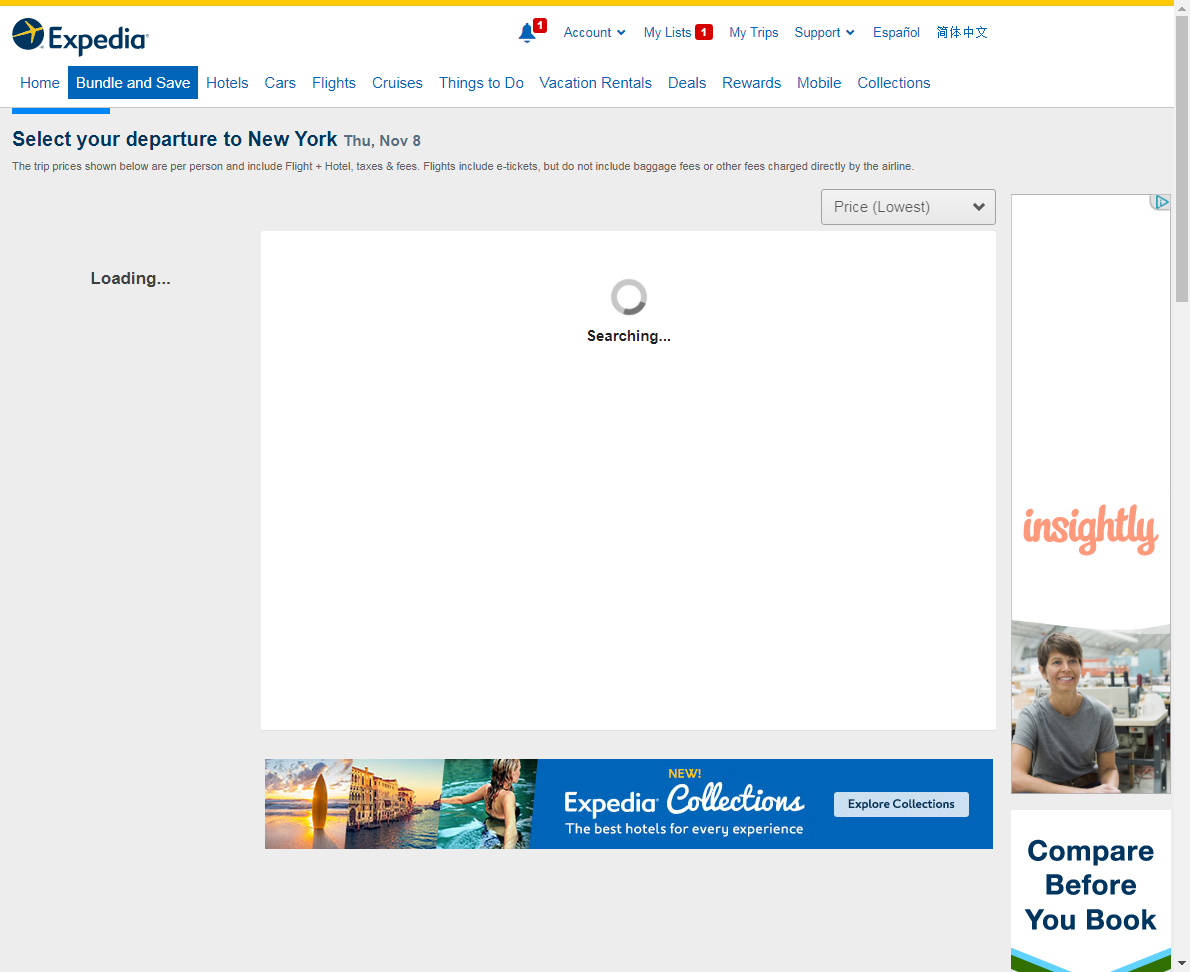 Expedia
1
Account
My Lists 1
My Trips
Support
Español
简体中文
Home
Bundle and Save
Hotels
Cars
Flights
Cruises
Things to Do
Vacation Rentals
Deals
Rewards
Mobile
Collections
Select your departure to New York Thu, Nov 8
The trip prices shown below are per person and include Flight + Hotel, taxes & fees. Flights include e-tickets, but do not include baggage fees or other fees charged directly by the airline.
Price (Lowest)
Loading...
Searching...
insightly
NEW!
Expedia Collections
The best hotels for every experience
Explore Collections
Compare
Before
You Book